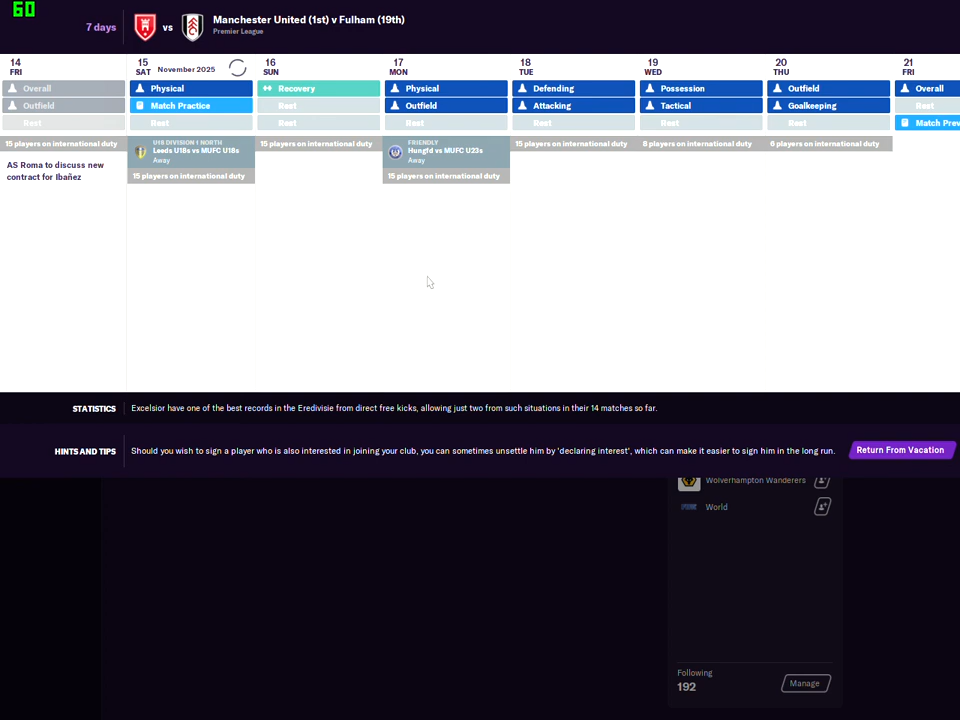 60
7 days
vs
Manchester United (1st) v Fulham (19th)
Premier League
14
FRI
15
SAT November 2025
16
SUN
17
MON
18
TUE
19
WED
20
THU
21
FRI
Overall
Physical
Recovery
Physical
Defending
Possession
Outfield
Overall
Outfield
Match Practice
Rest
Outfield
Attacking
Tactical
Goalkeeping
Rest
Rest
Rest
Rest
Rest
Rest
Rest
Rest
Match Prev
15 players on international duty
AS Roma to discuss new
contract for Ibañez
U18 DIVISION 1 NORTH
Leeds U18s vs MUFC U18s
Away
15 players on international duty
15 players on international duty
FRIENDLY
Hungfd vs MUFC U23s
Away
15 players on international duty
15 players on international duty
8 players on international duty
6 players on international duty
STATISTICS
Excelsior have one of the best records in the Eredivisie from direct free kicks, allowing just two from such situations in their 14 matches so far.
HINTS AND TIPS
Should you wish to sign a player who is also interested in joining your club, you can sometimes unsettle him by 'declaring interest', which can make it easier to sign him in the long run.
Return From Vacation
Wolverhampton Wanderers
World
Following
192
Manage